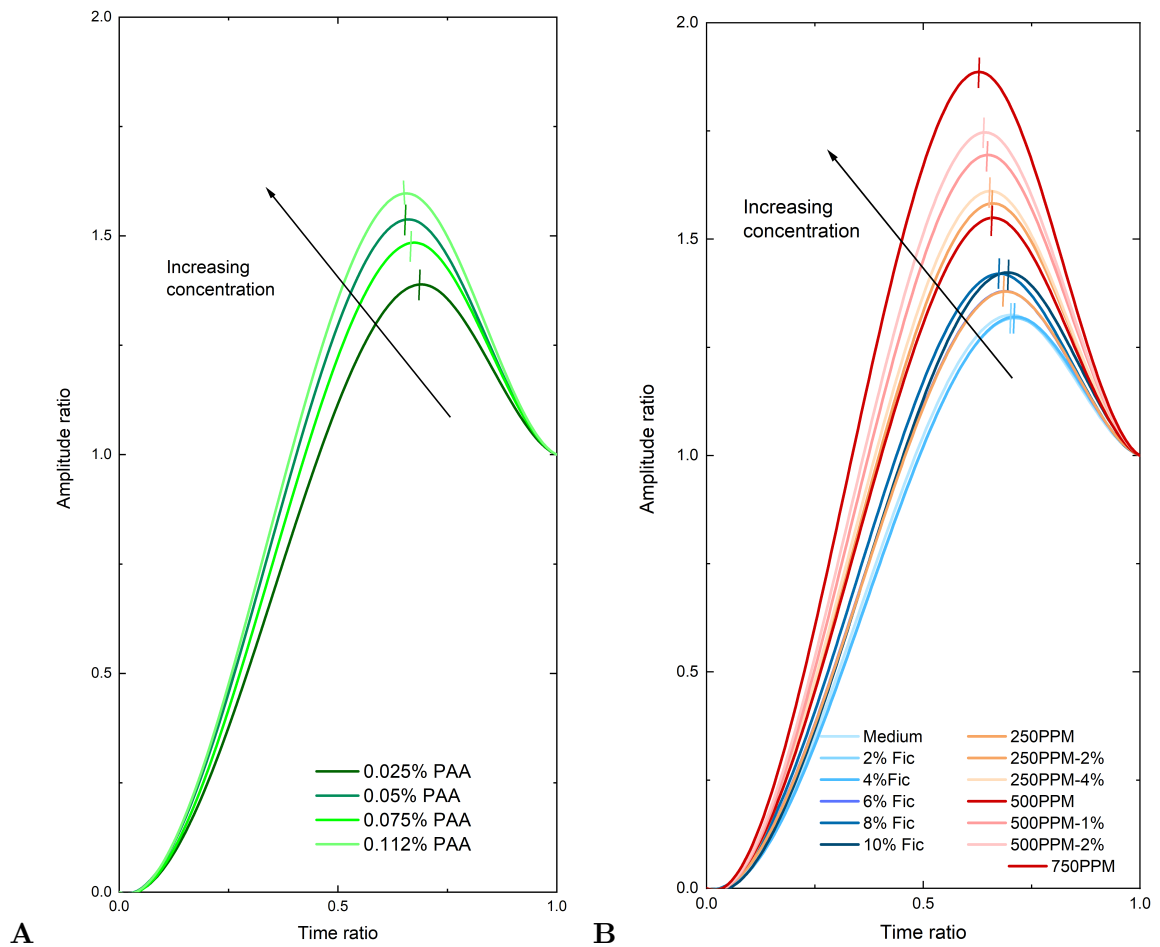 2.0
1.5
1.0
0.5
0.0
Amplitude ratio
Increasing
concentration
0.025% PAA
0.05% PAA
0.075% PAA
0.112% PAA
0.0
0.5
1.0
Time ratio
A
2.0
1.5
1.0
0.5
0.0
Amplitude ratio
Increasing
concentration
Medium
2% Fic
4%Fic
6% Fic
8% Fic
10% Fic
250PPM
250PPM-2%
250PPM-4%
500PPM
500PPM-1%
500PPM-2%
750PPM
0.0
0.5
1.0
Time ratio
B